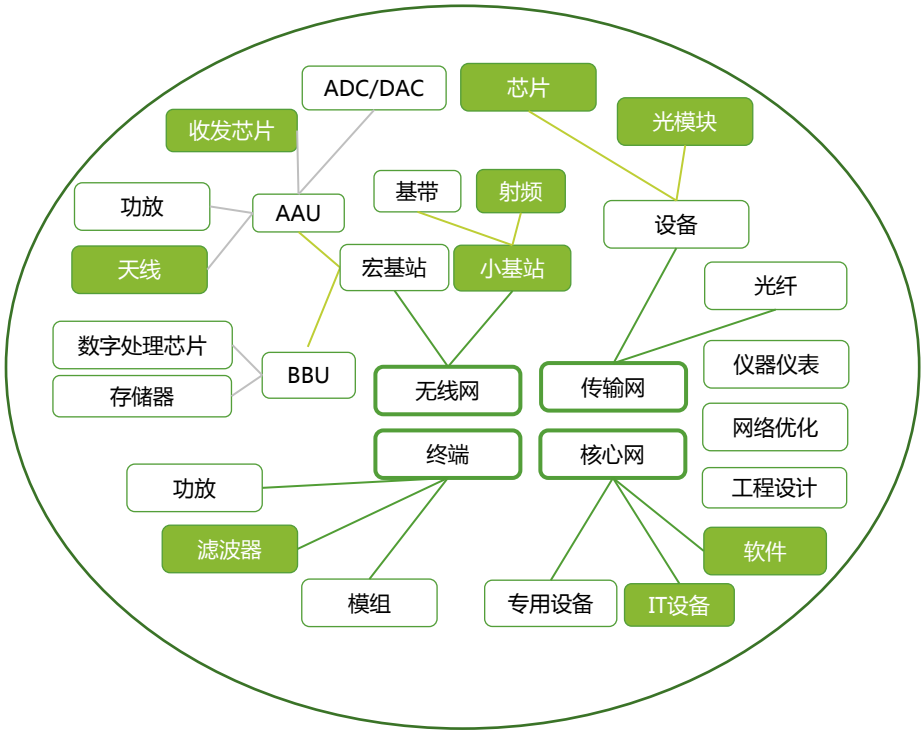 ADC/DAC
芯片
收发芯片
光模块
功放
AAU
基带
射频
设备
天线
宏基站
小基站
光纤
数字处理芯片
BBU
仪器仪表
存储器
无线网
传输网
网络优化
终端
核心网
功放
工程设计
滤波器
软件
模组
专用设备
IT设备